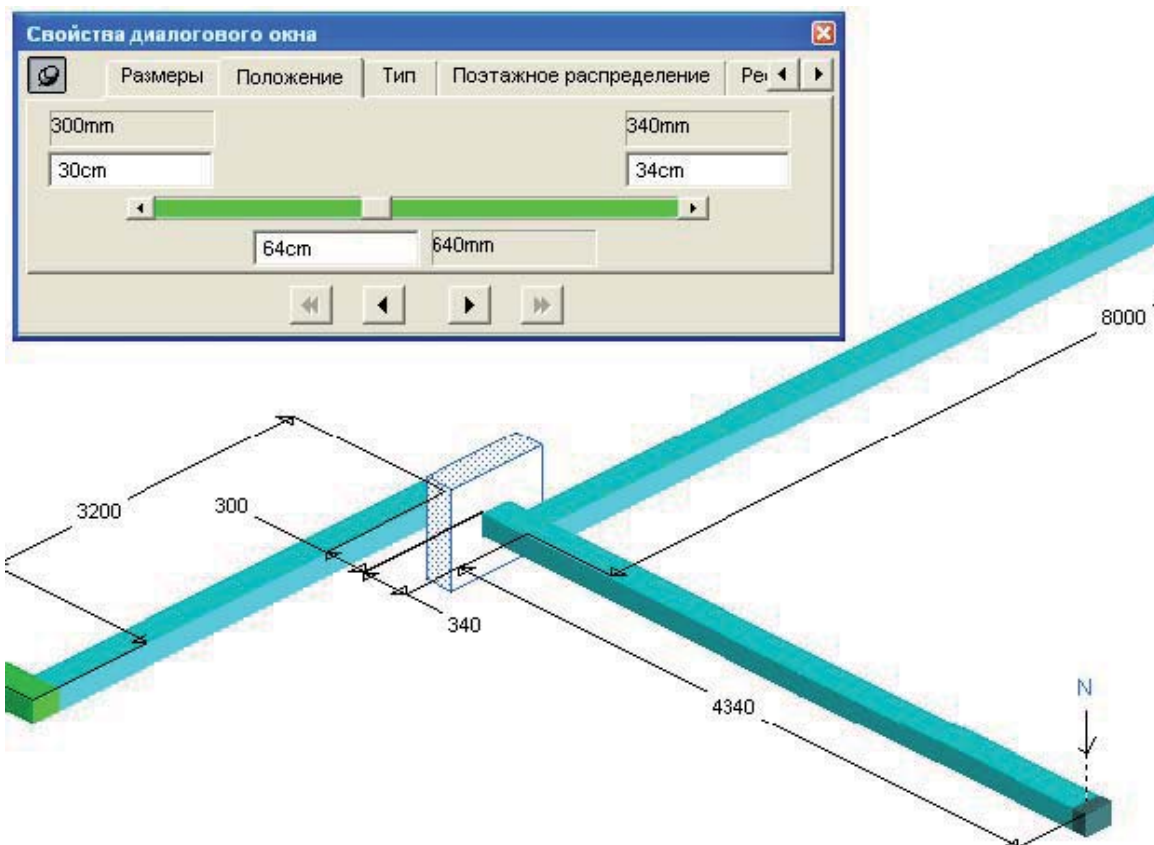 Свойства диалогового окна
Размеры Положение Тип Поэтажное распределение
300mm 340mm
30cm 34cm
64cm 640mm
8000
3200
300
340
4340
N